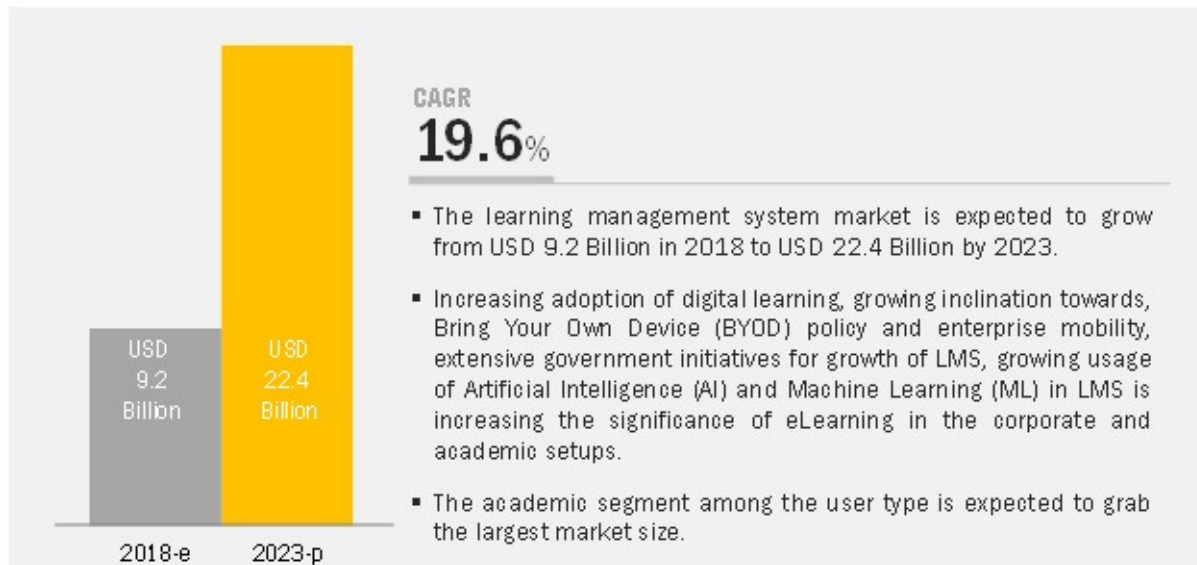 USD
9.2
Billion
USD
22.4
Billion
2018-e
2023-p
CAGR
19.6%
▪ The learning management system market is expected to grow
from USD 9.2 Billion in 2018 to USD 22.4 Billion by 2023.
▪ Increasing adoption of digital learning, growing inclination towards,
Bring Your Own Device (BYOD) policy and enterprise mobility,
extensive government initiatives for growth of LMS, growing usage
of Artificial Intelligence (AI) and Machine Learning (ML) in LMS is
increasing the significance of eLearning in the corporate and
academic setups.
▪ The academic segment among the user type is expected to grab
the largest market size.